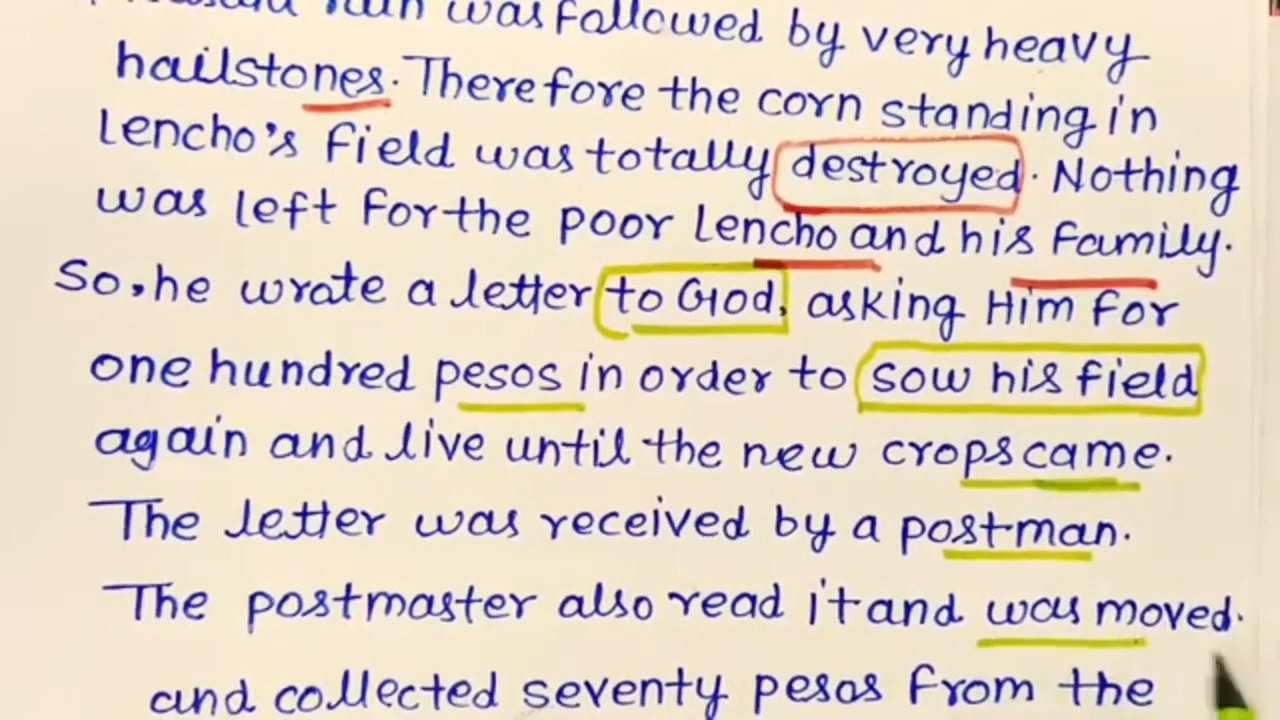 rain was followed by very heavy
hailstones. Therefore the corn standing in
Lencho's field was totally destroyed. Nothing
was left for the poor Lencho and his family.
So, he wrote a letter to God, asking Him for
one hundred pesos in order to sow his field
again and live until the new crops came.
The letter was received by a postman.
The postmaster also read it and was moved.
and collected seventy pesos from the